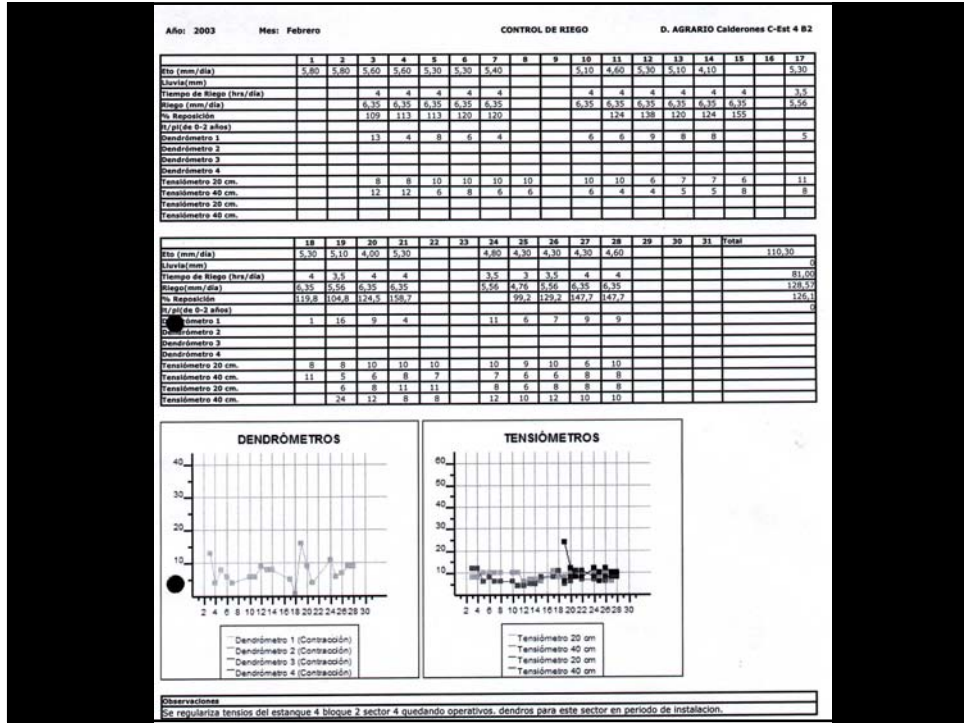 Año: 2003 Mes: Febrero CONTROL DE RIEGO D. AGRARIO Calderones C-Est 4 B2
1 2 3 4 5 6 7 8 9 10 11 12 13 14 15 16 17
Eto (mm/día) 5,80 5,80 5,60 5,60 5,30 5,30 5,40 5,10 4,60 5,30 5,10 4,10 5,30
Lluvia(mm)
Tiempo de Riego (hrs/día) 4 4 4 4 4 4 4 4 4 4 4 3,5
Riego (mm/día) 6,35 6,35 6,35 6,35 6,35 6,35 6,35 6,35 6,35 6,35 6,35 5,56
% Reposición 109 113 113 120 120 124 138 120 124 155
lt/pl(de 0-2 años)
Dendrómetro 1 13 4 8 6 4 6 6 9 8 8 5
Dendrómetro 2
Dendrómetro 3
Dendrómetro 4
Tensiómetro 20 cm. 8 8 10 10 10 10 10 10 6 7 7 6 11
Tensiómetro 40 cm. 12 12 6 8 6 6 6 4 4 5 5 8 8
Tensiómetro 20 cm.
Tensiómetro 40 cm.
18 19 20 21 22 23 24 25 26 27 28 29 30 31 Total
Eto (mm/día) 5,30 5,10 4,00 5,30 4,80 4,30 4,30 4,30 4,60 110,30
Lluvia(mm) 0
Tiempo de Riego (hrs/día) 4 3,5 4 4 3,5 3 3,5 4 4 81,00
Riego(mm/día) 6,35 5,56 6,35 6,35 5,56 4,76 5,56 6,35 6,35 128,57
% Reposición 119,8 104,8 124,5 158,7 99,2 129,2 147,7 147,7 126,1
lt/pl(de 0-2 años) 0
Dendrómetro 1 1 16 9 4 11 6 7 9 9
Dendrómetro 2
Dendrómetro 3
Dendrómetro 4
Tensiómetro 20 cm. 8 8 10 10 10 10 9 10 6 10
Tensiómetro 40 cm. 11 5 6 8 7 7 6 6 8 8
Tensiómetro 20 cm. 6 8 11 11 8 6 8 8 8
Tensiómetro 40 cm. 24 12 8 8 12 10 12 10 10
DENDRÓMETROS
40
30
20
10
2 4 6 8 10 12 14 16 18 20 22 24 26 28 30
Dendrómetro 1 (Contracción)
Dendrómetro 2 (Contracción)
Dendrómetro 3 (Contracción)
Dendrómetro 4 (Contracción)
TENSIÓMETROS
60
50
40
30
20
10
2 4 6 8 10 12 14 16 18 20 22 24 26 28 30
Tensiómetro 20 cm
Tensiómetro 40 cm
Tensiómetro 20 cm
Tensiómetro 40 cm
Observaciones
Se regulariza tensios del estanque 4 bloque 2 sector 4 quedando operativos. dendros para este sector en periodo de instalacion.